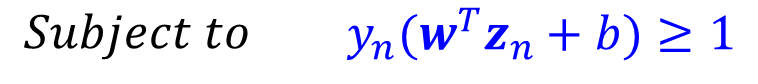 Subject to yₙ(wᵀzₙ + b) ≥ 1